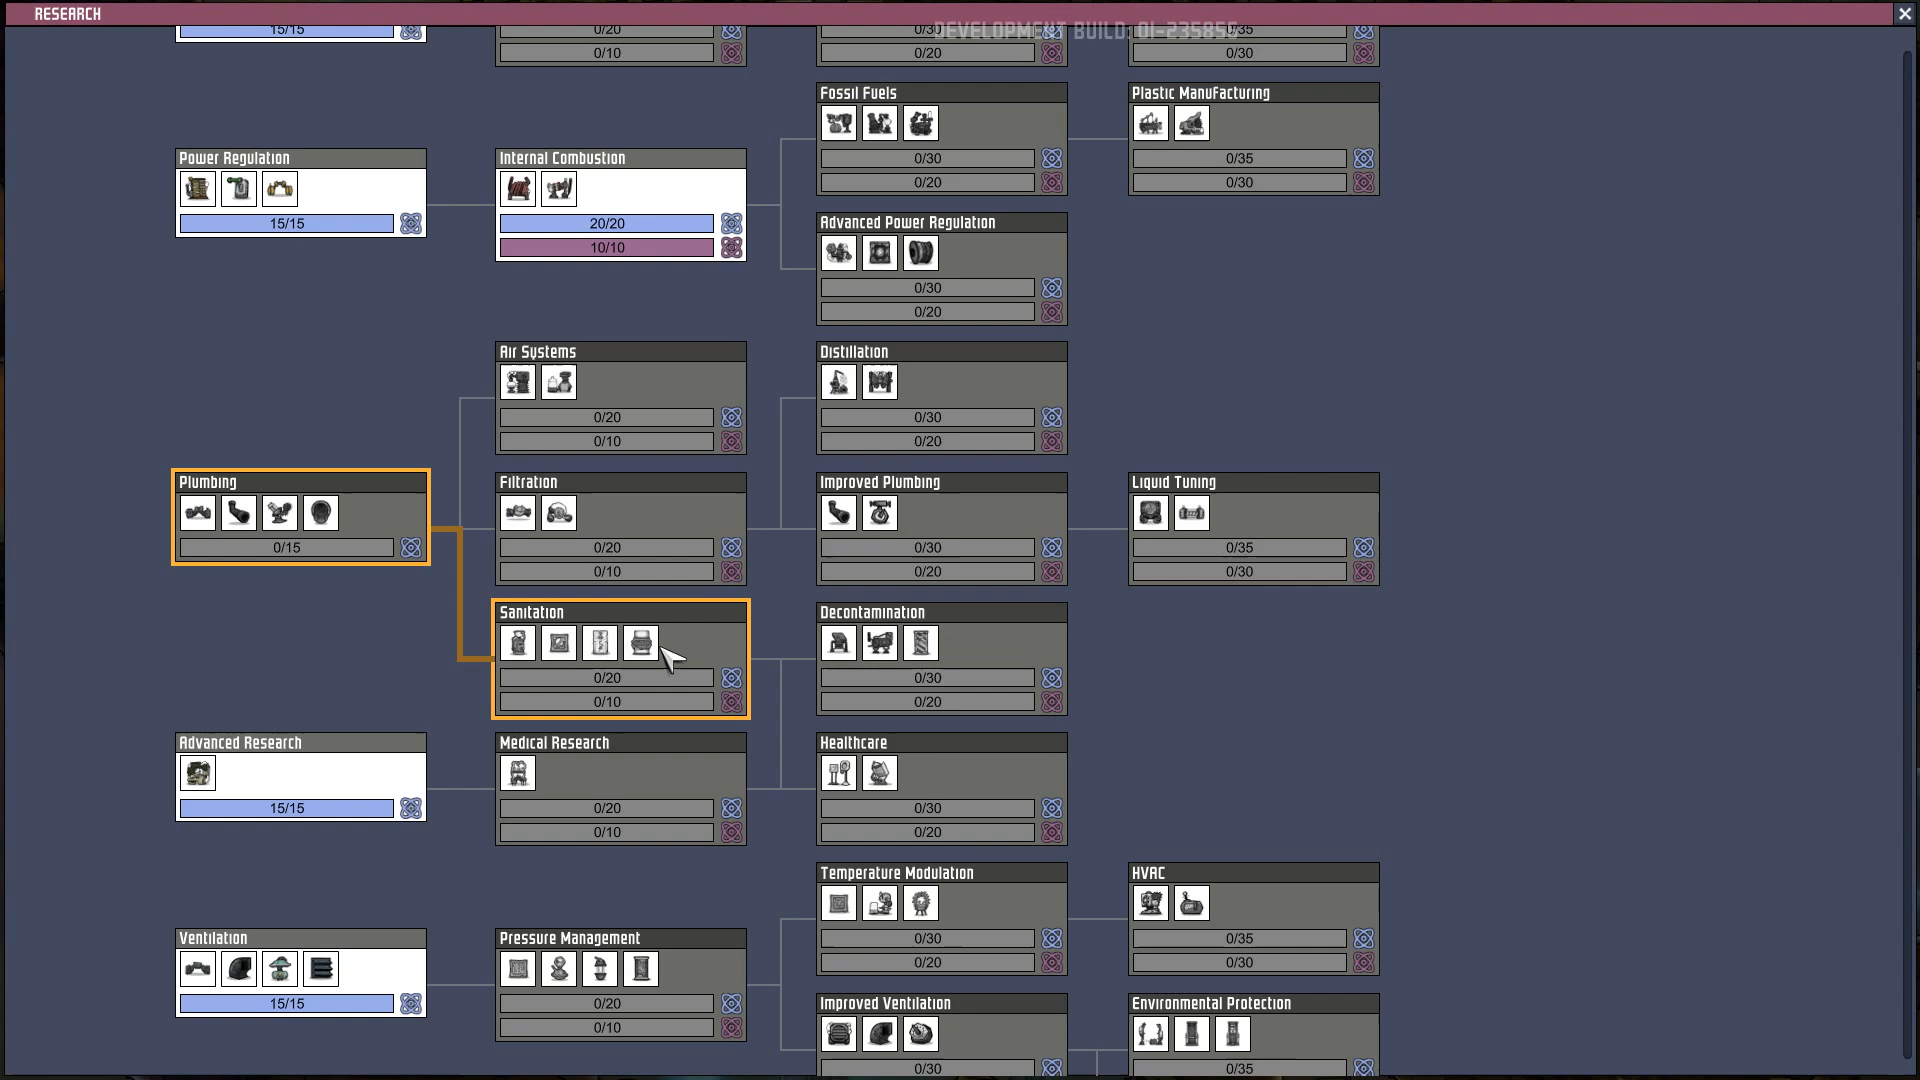 RESEARCH
DEVELOPMENT BUILD: OI-235856
15/15
0/20
0/30
0/35
0/10
0/20
0/30
Fossil Fuels
0/30
0/20
Plastic Manufacturing
0/35
0/30
Power Regulation
15/15
Internal Combustion
20/20
10/10
Advanced Power Regulation
0/30
0/20
Air Systems
0/20
0/10
Distillation
0/30
0/20
Plumbing
0/15
Filtration
0/20
0/10
Improved Plumbing
0/30
0/20
Liquid Tuning
0/35
0/30
Sanitation
0/20
0/10
Decontamination
0/30
0/20
Advanced Research
15/15
Medical Research
0/20
0/10
Healthcare
0/30
0/20
Temperature Modulation
0/30
0/20
HVAC
0/35
0/30
Ventilation
15/15
Pressure Management
0/20
0/10
Improved Ventilation
0/30
Environmental Protection
0/35